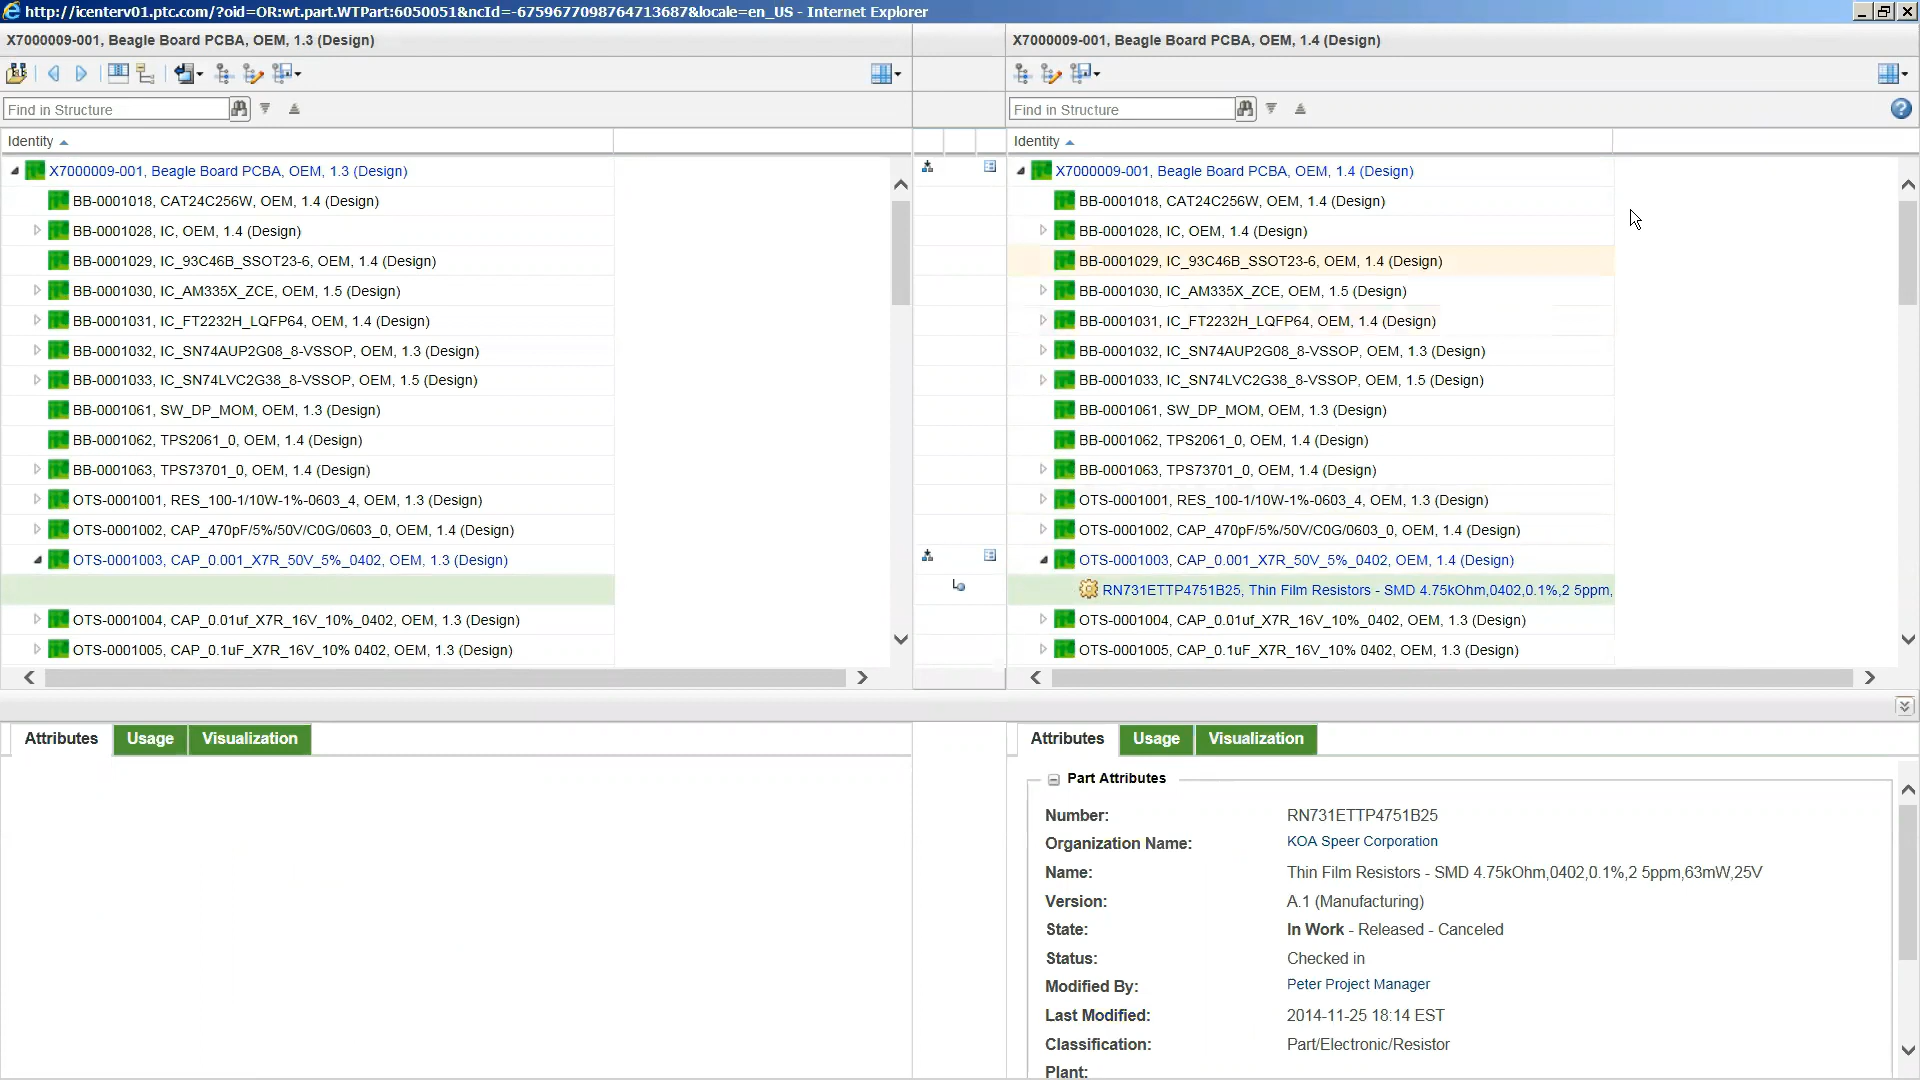 http://icenterv01.ptc.com/?oid=OR:wt.part.WTPart:6050051&ncId=-6759677098764713687&locale=en_US - Internet Explorer
X7000009-001, Beagle Board PCBA, OEM, 1.3 (Design)
Find in Structure
Identity
X7000009-001, Beagle Board PCBA, OEM, 1.3 (Design)
BB-0001018, CAT24C256W, OEM, 1.4 (Design)
BB-0001028, IC, OEM, 1.4 (Design)
BB-0001029, IC_93C46B_SSOT23-6, OEM, 1.4 (Design)
BB-0001030, IC_AM335X_ZCE, OEM, 1.5 (Design)
BB-0001031, IC_FT2232H_LQFP64, OEM, 1.4 (Design)
BB-0001032, IC_SN74AUP2G08_8-VSSOP, OEM, 1.3 (Design)
BB-0001033, IC_SN74LVC2G38_8-VSSOP, OEM, 1.5 (Design)
BB-0001061, SW_DP_MOM, OEM, 1.3 (Design)
BB-0001062, TPS2061_0, OEM, 1.4 (Design)
BB-0001063, TPS73701_0, OEM, 1.4 (Design)
OTS-0001001, RES_100-1/10W-1%-0603_4, OEM, 1.3 (Design)
OTS-0001002, CAP_470pF/5%/50V/C0G/0603_0, OEM, 1.4 (Design)
OTS-0001003, CAP_0.001_X7R_50V_5%_0402, OEM, 1.3 (Design)
OTS-0001004, CAP_0.01uf_X7R_16V_10%_0402, OEM, 1.3 (Design)
OTS-0001005, CAP_0.1uF_X7R_16V_10% 0402, OEM, 1.3 (Design)
Attributes
Usage
Visualization
X7000009-001, Beagle Board PCBA, OEM, 1.4 (Design)
Find in Structure
Identity
X7000009-001, Beagle Board PCBA, OEM, 1.4 (Design)
BB-0001018, CAT24C256W, OEM, 1.4 (Design)
BB-0001028, IC, OEM, 1.4 (Design)
BB-0001029, IC_93C46B_SSOT23-6, OEM, 1.4 (Design)
BB-0001030, IC_AM335X_ZCE, OEM, 1.5 (Design)
BB-0001031, IC_FT2232H_LQFP64, OEM, 1.4 (Design)
BB-0001032, IC_SN74AUP2G08_8-VSSOP, OEM, 1.3 (Design)
BB-0001033, IC_SN74LVC2G38_8-VSSOP, OEM, 1.5 (Design)
BB-0001061, SW_DP_MOM, OEM, 1.3 (Design)
BB-0001062, TPS2061_0, OEM, 1.4 (Design)
BB-0001063, TPS73701_0, OEM, 1.4 (Design)
OTS-0001001, RES_100-1/10W-1%-0603_4, OEM, 1.3 (Design)
OTS-0001002, CAP_470pF/5%/50V/C0G/0603_0, OEM, 1.4 (Design)
OTS-0001003, CAP_0.001_X7R_50V_5%_0402, OEM, 1.4 (Design)
RN731ETTP4751B25, Thin Film Resistors - SMD 4.75kOhm,0402,0.1%,2 5ppm,
OTS-0001004, CAP_0.01uf_X7R_16V_10%_0402, OEM, 1.3 (Design)
OTS-0001005, CAP_0.1uF_X7R_16V_10% 0402, OEM, 1.3 (Design)
Attributes
Usage
Visualization
Part Attributes
Number: RN731ETTP4751B25
Organization Name: KOA Speer Corporation
Name: Thin Film Resistors - SMD 4.75kOhm,0402,0.1%,2 5ppm,63mW,25V
Version: A.1 (Manufacturing)
State: In Work - Released - Canceled
Status: Checked in
Modified By: Peter Project Manager
Last Modified: 2014-11-25 18:14 EST
Classification: Part/Electronic/Resistor
Plant: